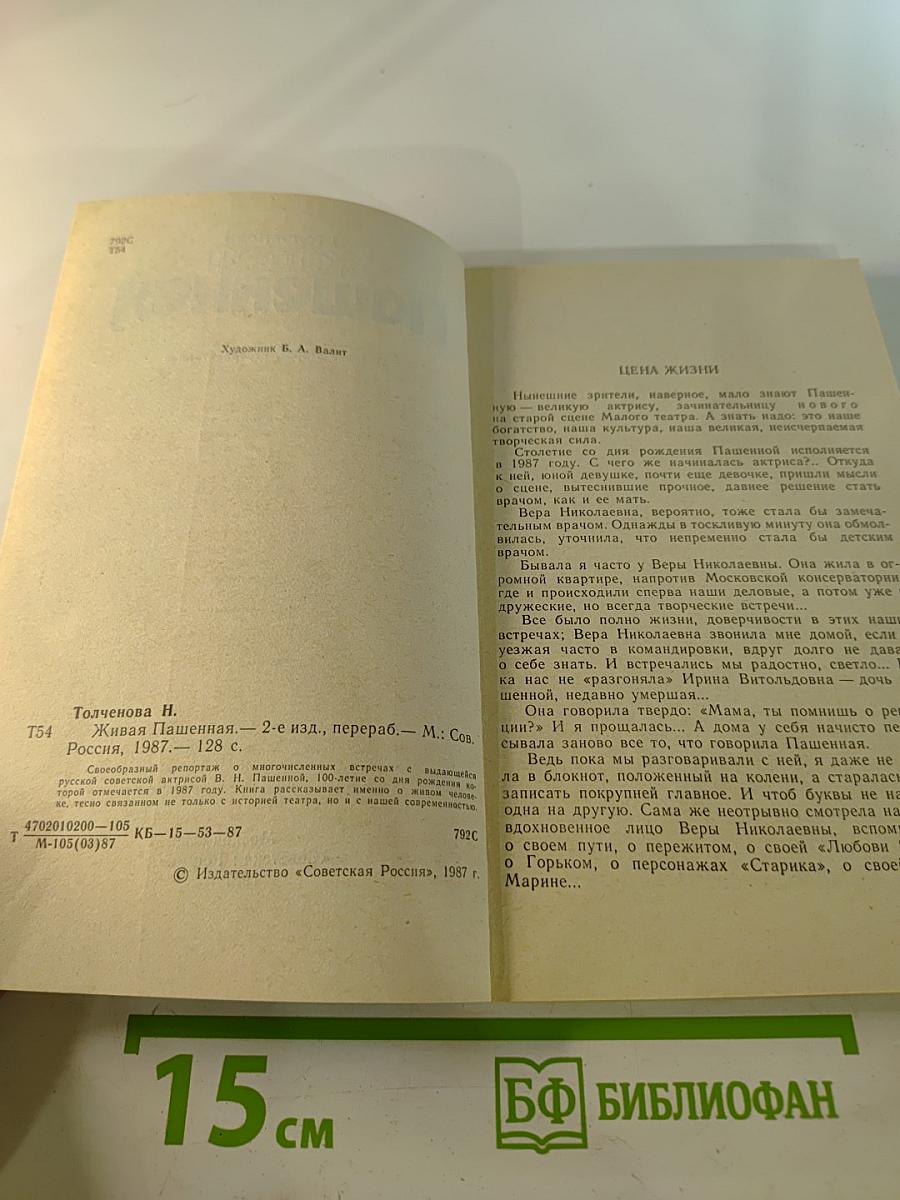 792С
Т54
Художник Б. А. Валит
Толченова Н.
Т54 Живая Пашенная.— 2-е изд., перераб.— М.: Сов.
Россия, 1987.— 128 с.
Своеобразный репортаж о многочисленных встречах с выдающейся
русской советской актрисой В. Н. Пашенной, 100-летие со дня рождения ко-
торой отмечается в 1987 году. Книга рассказывает именно о живом челове-
ке, тесно связанном не только с историей театра, но и с нашей современностью.
Т 4702010200—105 КБ—15—53—87 792С
М-105(03)87
© Издательство «Советская Россия», 1987 г.
ЦЕНА ЖИЗНИ
Нынешние зрители, наверное, мало знают Пашен-
ную — великую актрису, зачинательницу нового
на старой сцене Малого театра. А знать надо: это наше
богатство, наша культура, наша великая, неисчерпаемая
творческая сила.
Столетие со дня рождения Пашенной исполняется
в 1987 году. С чего же начиналась актриса?.. Откуда
к ней, юной девушке, почти еще девочке, пришли мысли
о сцене, вытеснившие прочное, давнее решение стать
врачом, как и ее мать.
Вера Николаевна, вероятно, тоже стала бы замеча-
тельным врачом. Однажды в тоскливую минуту она обмол-
вилась, уточнила, что непременно стала бы детским
врачом.
Бывала я часто у Веры Николаевны. Она жила в ог-
ромной квартире, напротив Московской консерватории
где и происходили сперва наши деловые, а потом уже
дружеские, но всегда творческие встречи...
Все было полно жизни, доверчивости в этих наши
встречах; Вера Николаевна звонила мне домой, если
уезжая часто в командировки, вдруг долго не дава
о себе знать. И встречались мы радостно, светло...
ка нас не «разгоняла» Ирина Витольдовна — дочь
шенной, недавно умершая...
Она говорила твердо: «Мама, ты помнишь о ре
ции?» И я прощалась... А дома у себя начисто пе
сывала заново все то, что говорила Пашенная.
Ведь пока мы разговаривали с ней, я даже не
ла в блокнот, положенный на колени, а старалась
записать покрупней главное. И чтоб буквы не на
одна на другую. Сама же неотрывно смотрела на
вдохновенное лицо Веры Николаевны, вспоми
о своем пути, о пережитом, о своей «Любови
о Горьком, о персонажах «Старика», о свое
Марине...
15 см
БФ БИБЛИОФАН